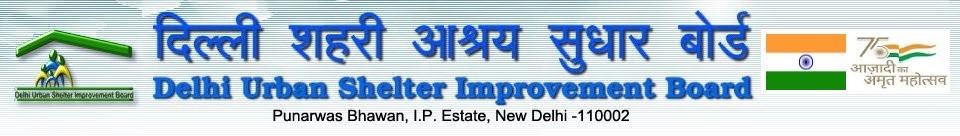 दिल्ली शहरी आश्रय सुधार बोर्ड
Delhi Urban Shelter Improvement Board
Punarwas Bhawan, I.P. Estate, New Delhi -110002
Delhi Urban Shelter Improvement Board
75
आज़ादी का
अमृत महोत्सव